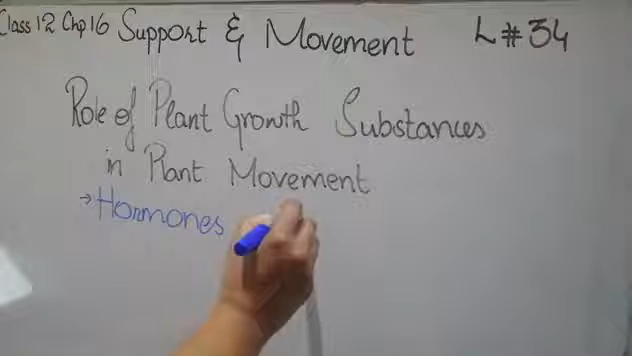 Class 12 Chp 16 Support & Movement L# 34
Role of Plant Growth Substances
in Plant Movement
→Hormones